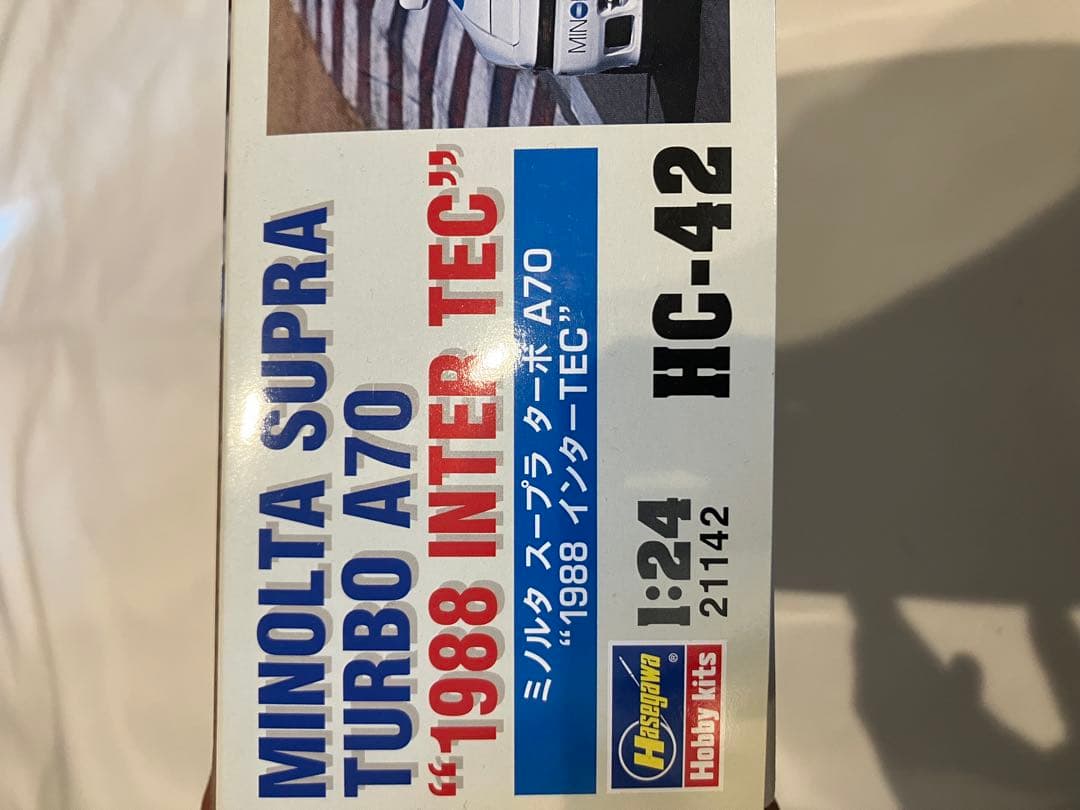 MINO
MINOLTA SUPRA
TURBO A70
“1988 INTER TEC”
ミノルタ スープラ ターボ A70
“1988 インターTEC”
Hasegawa®
Hobby kits
1:24
21142
HC-42